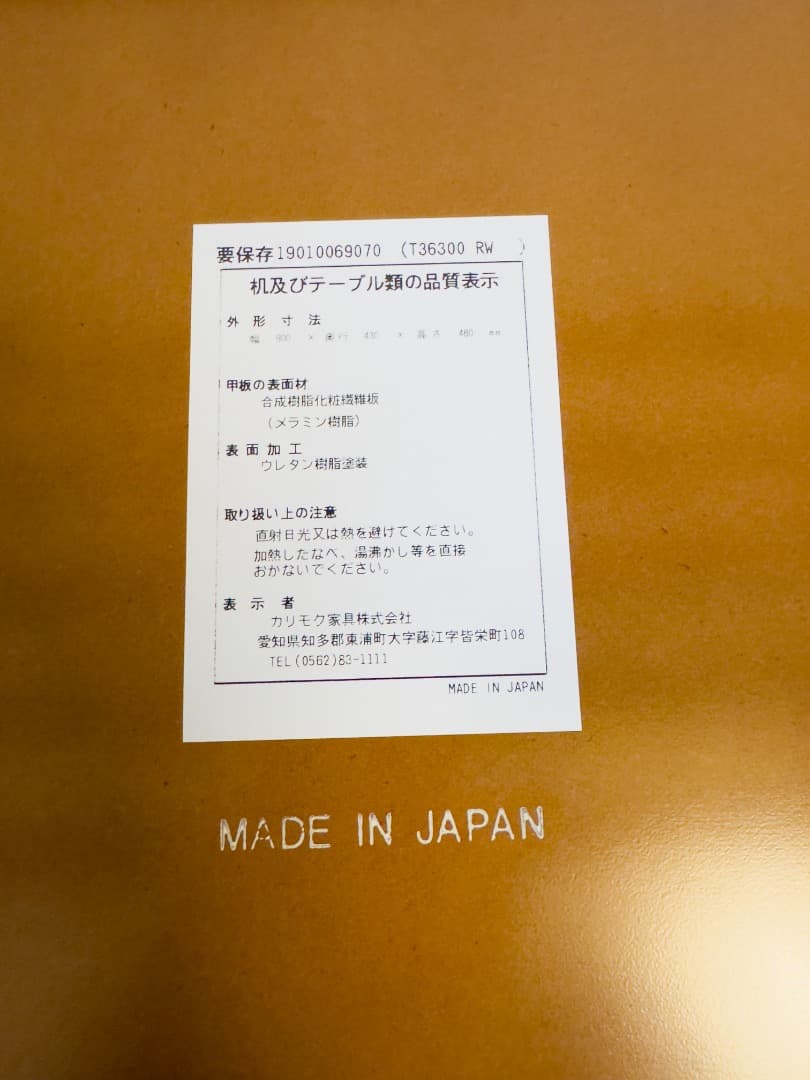 要保存19010069070 (T36300 RW )
机及びテーブル類の品質表示
外形寸法
幅 900 × 奥行 × 高さ 460 mm
甲板の表面材
合成樹脂化粧繊維板
(メラミン樹脂)
表面加工
ウレタン樹脂塗装
取り扱い上の注意
直射日光又は熱を避けてください。
加熱したなべ、湯沸かし等を直接
おかないでください。
表示者
カリモク家具株式会社
愛知県知多郡東浦町大字藤江字皆栄町108
TEL(0562)83-1111
MADE IN JAPAN
MADE IN JAPAN